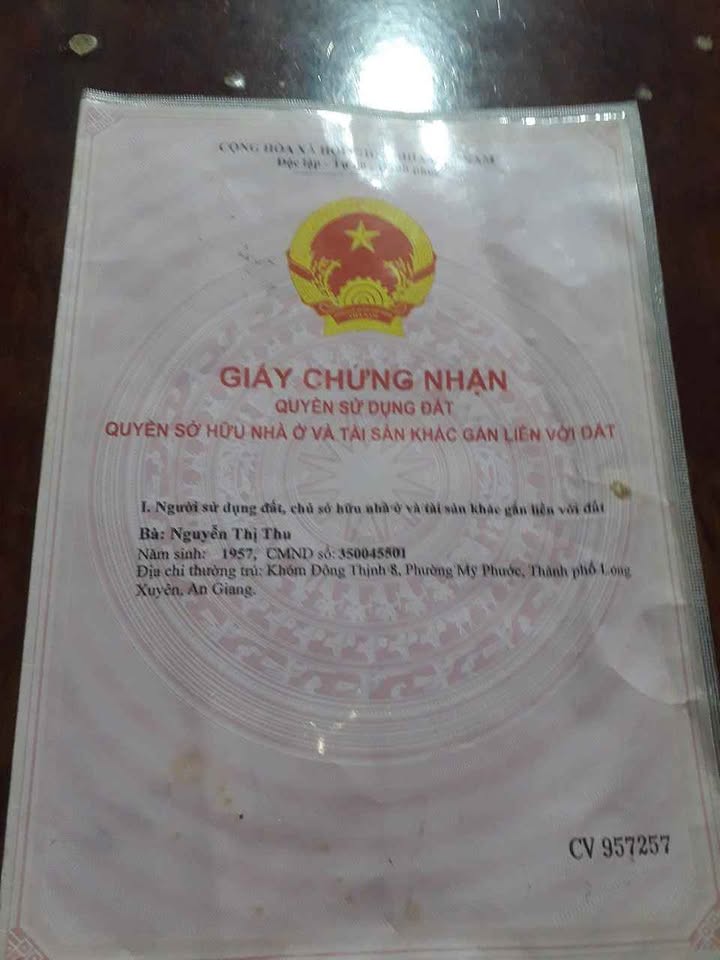 CỘNG HÒA XÃ HỘI NAM
Độc lập - Tự
GIẤY CHỨNG NHẬN
QUYỀN SỬ DỤNG ĐẤT
QUYỀN SỞ HỮU NHÀ Ở VÀ TÀI SẢN KHÁC GẮN LIỀN VỚI ĐẤT
I. Người sử dụng đất, chủ sở hữu nhà ở và tài sản khác gắn liền với đất
Bà: Nguyễn Thị Thu
Năm sinh: 1957, CMND số: 350045501
Địa chỉ thường trú: Khóm Đông Thịnh 8, Phường Mỹ Phước, Thành phố Long
Xuyên, An Giang.
CV 957257